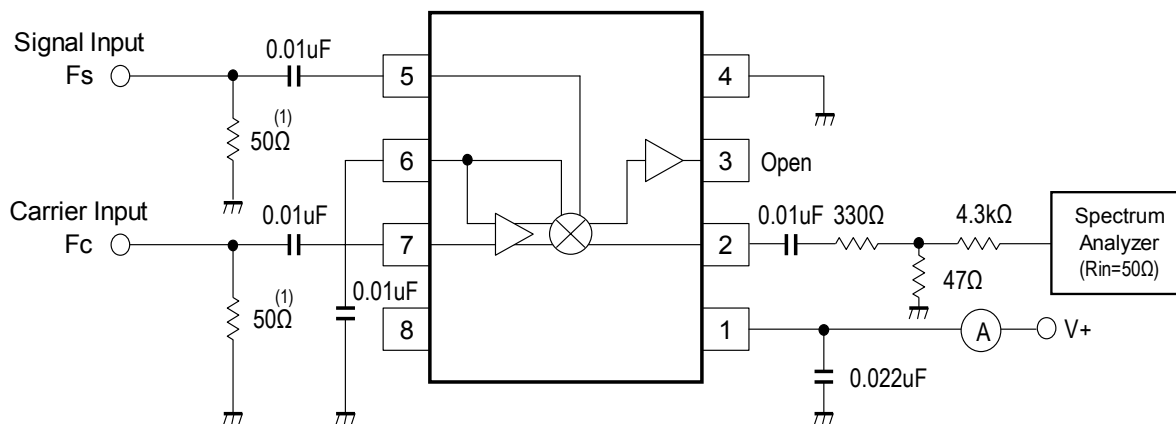 Signal Input
Fs
0.01uF
5
4
(1)
50Ω
6
3
Open
Carrier Input
Fc
0.01uF
7
2
0.01uF
330Ω
4.3kΩ
Spectrum
Analyzer
(Rin=50Ω)
(1)
50Ω
0.01uF
47Ω
8
1
A
V+
0.022uF